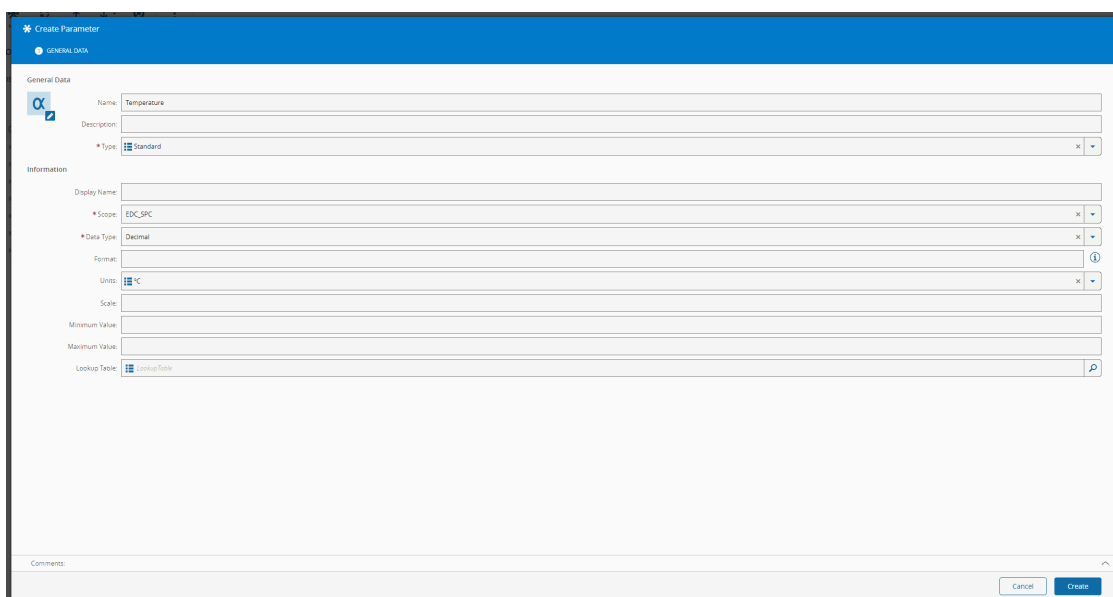 Create Parameter
1 GENERAL DATA
General Data
Name: Temperature
Description:
* Type: Standard
Information
Display Name:
* Scope: EDC_SPC
* Data Type: Decimal
Format:
Units: °C
Scale:
Minimum Value:
Maximum Value:
Lookup Table: LookupTable
Comments:
Cancel Create